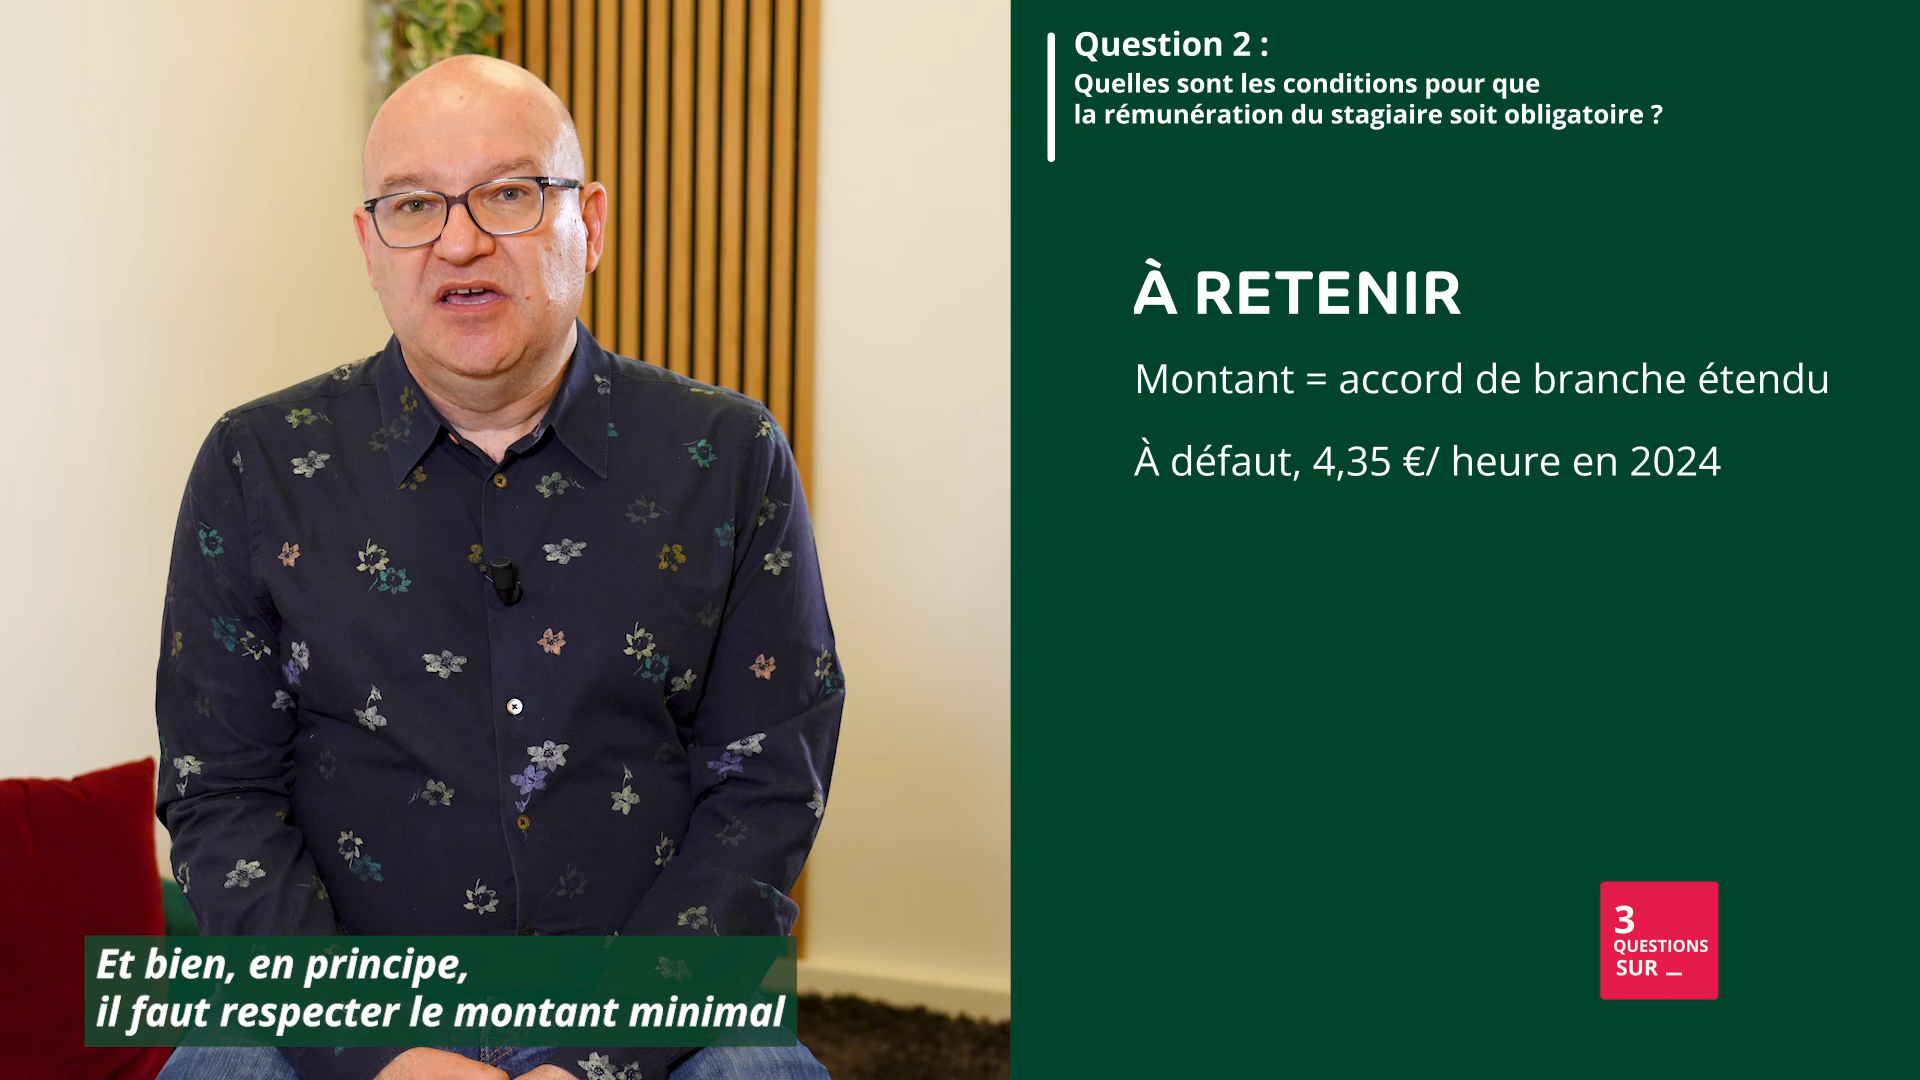 Question 2 :
Quelles sont les conditions pour que
la rémunération du stagiaire soit obligatoire ?
À RETENIR
Montant = accord de branche étendu
À défaut, 4,35 €/ heure en 2024
Et bien, en principe,
il faut respecter le montant minimal
3
QUESTIONS
SUR _